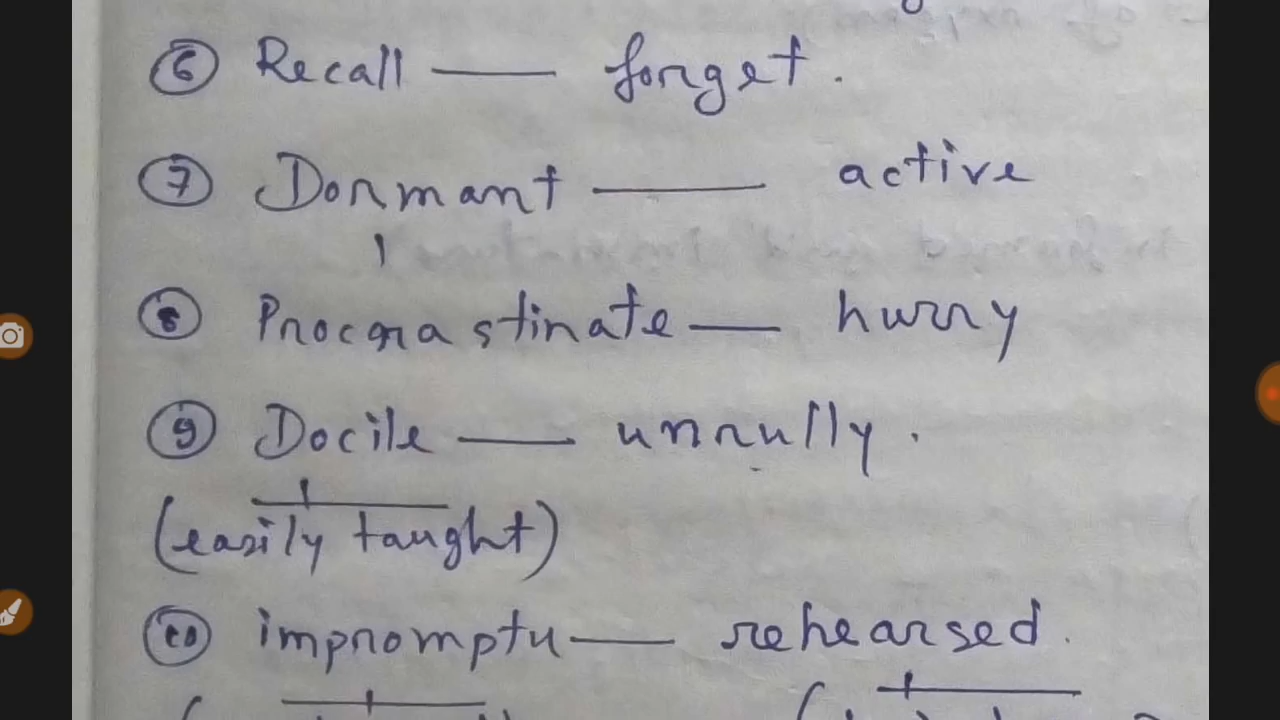 6 Recall — forget.
7 Dormant — active
8 Procrastinate — hurry
9 Docile — unrully.
(easily taught)
10 impromptu — rehearsed.